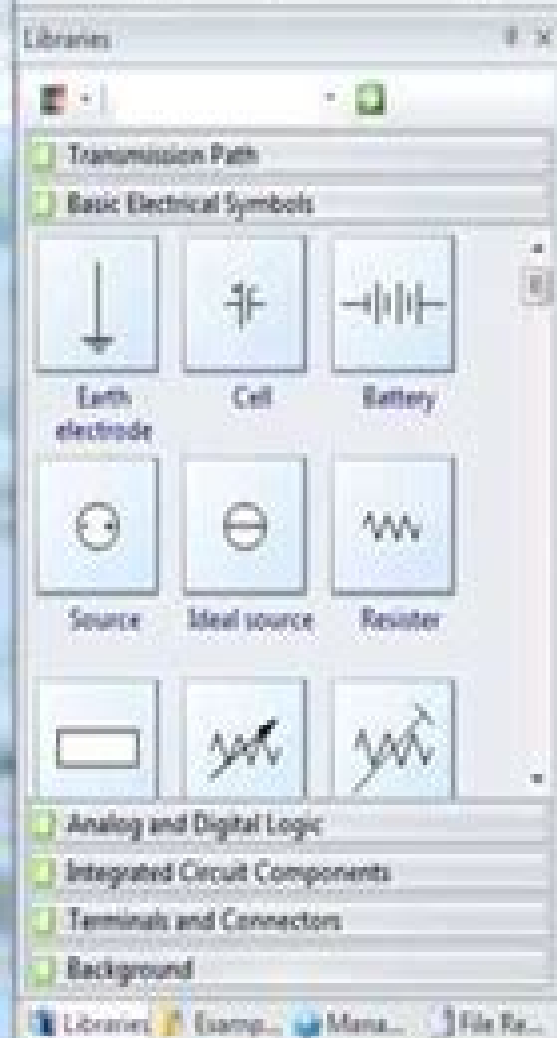 Libraries
Transmission Path
Basic Electrical Symbols
Earth electrode
Cell
Battery
Source
Ideal source
Resister
Analog and Digital Logic
Integrated Circuit Components
Terminals and Connectors
Background
Libraries
Examp...
Mana...
File Re...